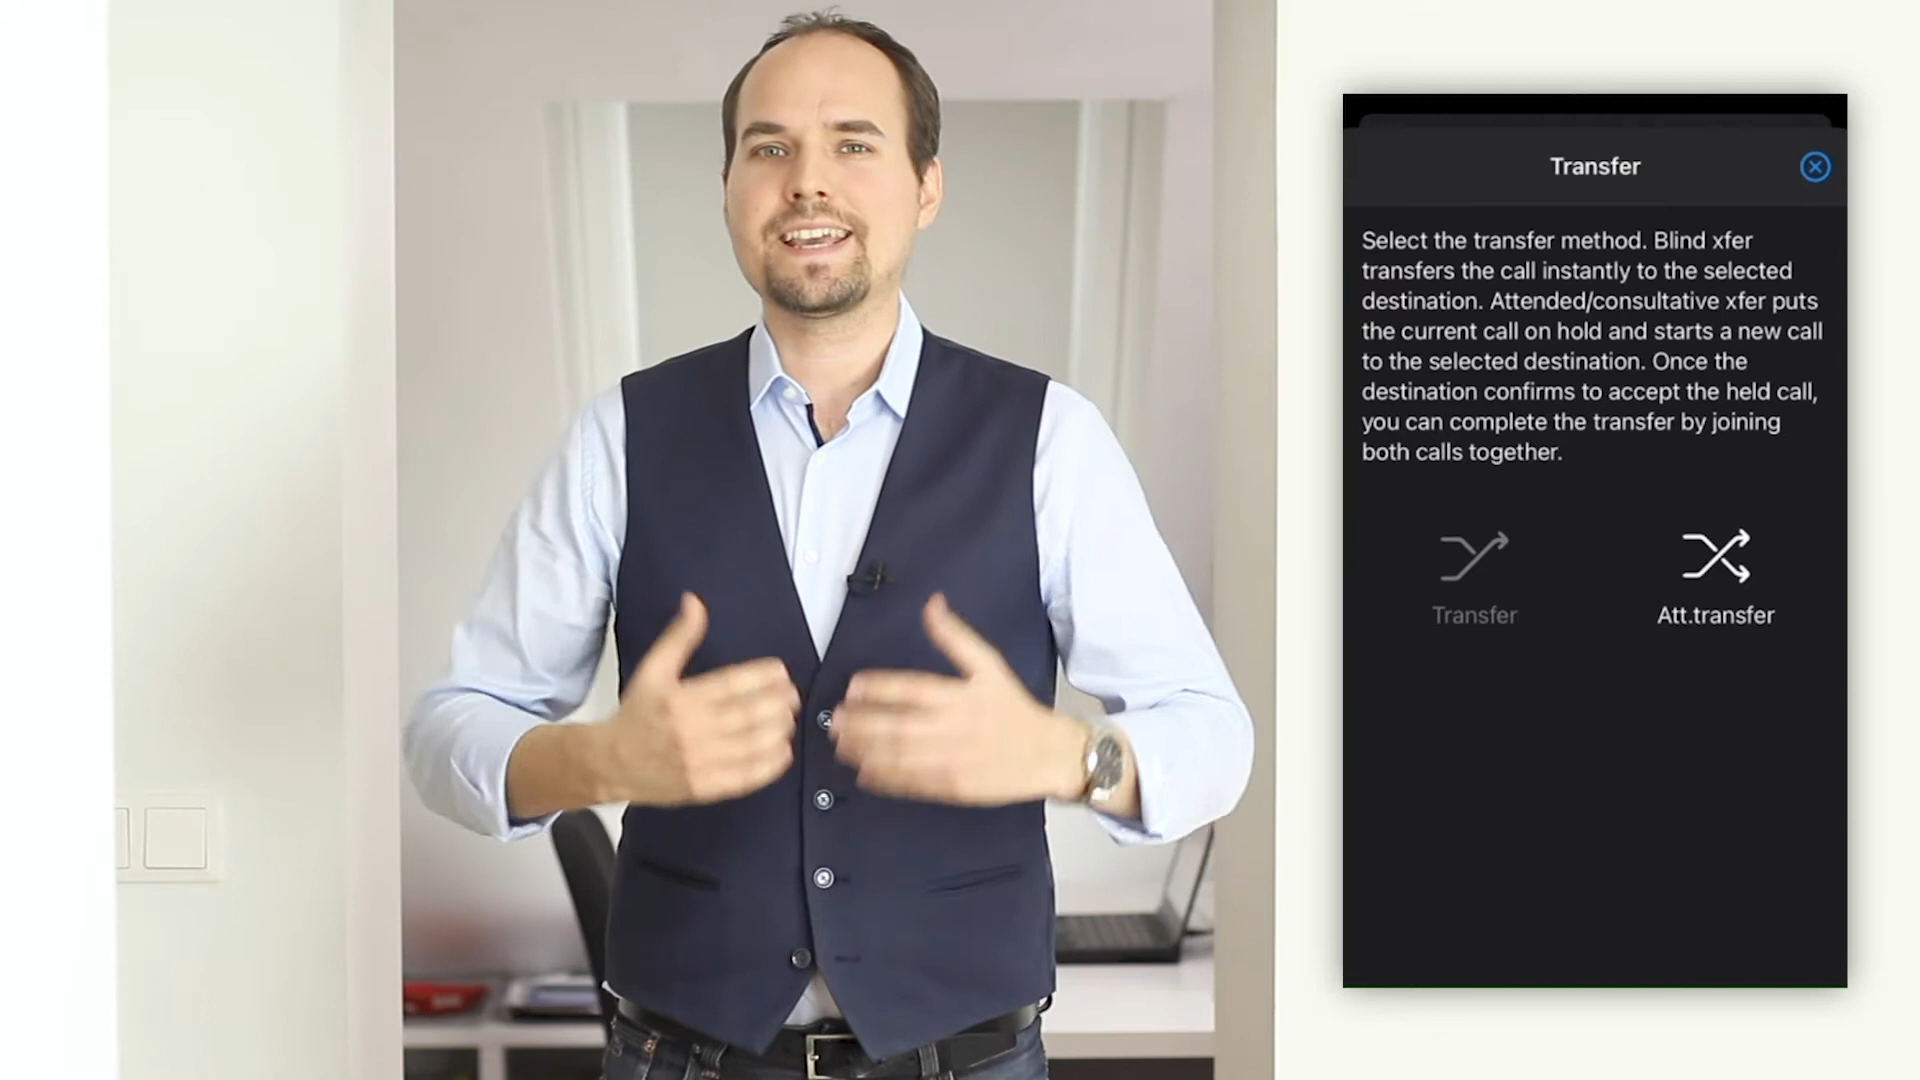 Transfer
Select the transfer method. Blind xfer
transfers the call instantly to the selected
destination. Attended/consultative xfer puts
the current call on hold and starts a new call
to the selected destination. Once the
destination confirms to accept the held call,
you can complete the transfer by joining
both calls together.
Transfer
Att.transfer